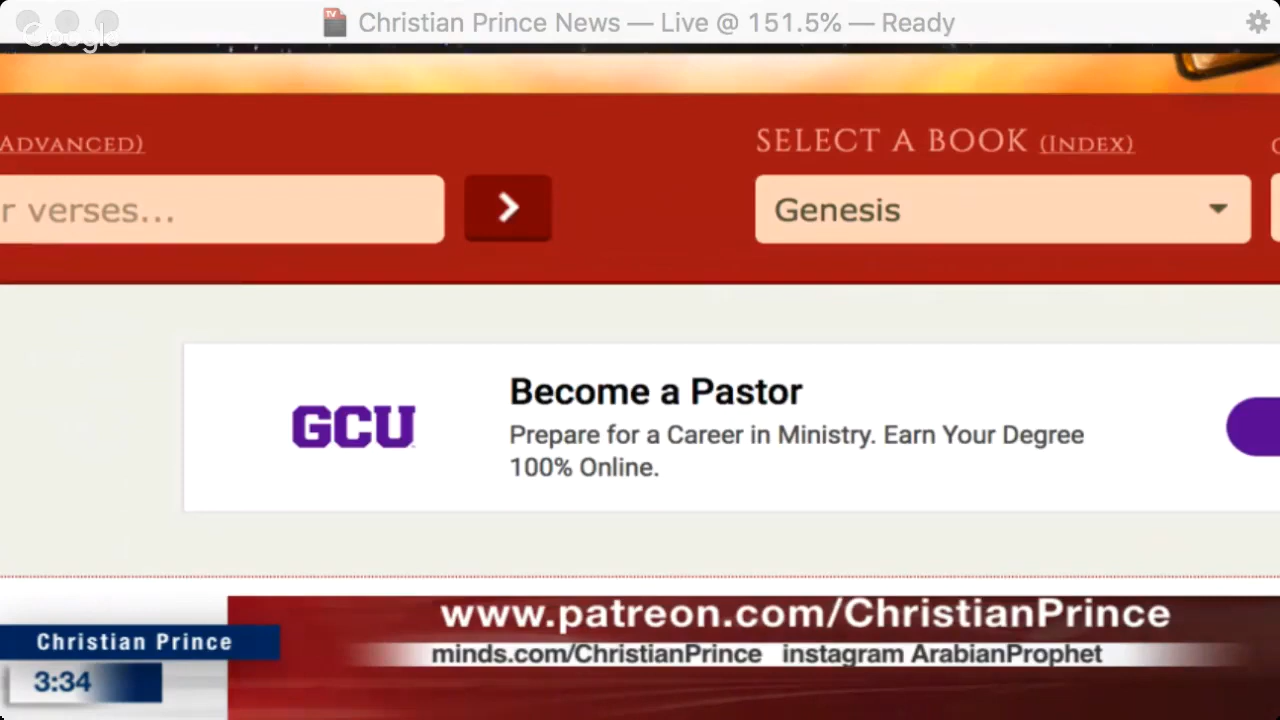 Christian Prince News — Live @ 151.5% — Ready
Google
TV
ADVANCED)
SELECT A BOOK (INDEX)
r verses...
Genesis
GCU
Become a Pastor
Prepare for a Career in Ministry. Earn Your Degree
100% Online.
www.patreon.com/ChristianPrince
Christian Prince
minds.com/ChristianPrince instagram ArabianProphet
3:34